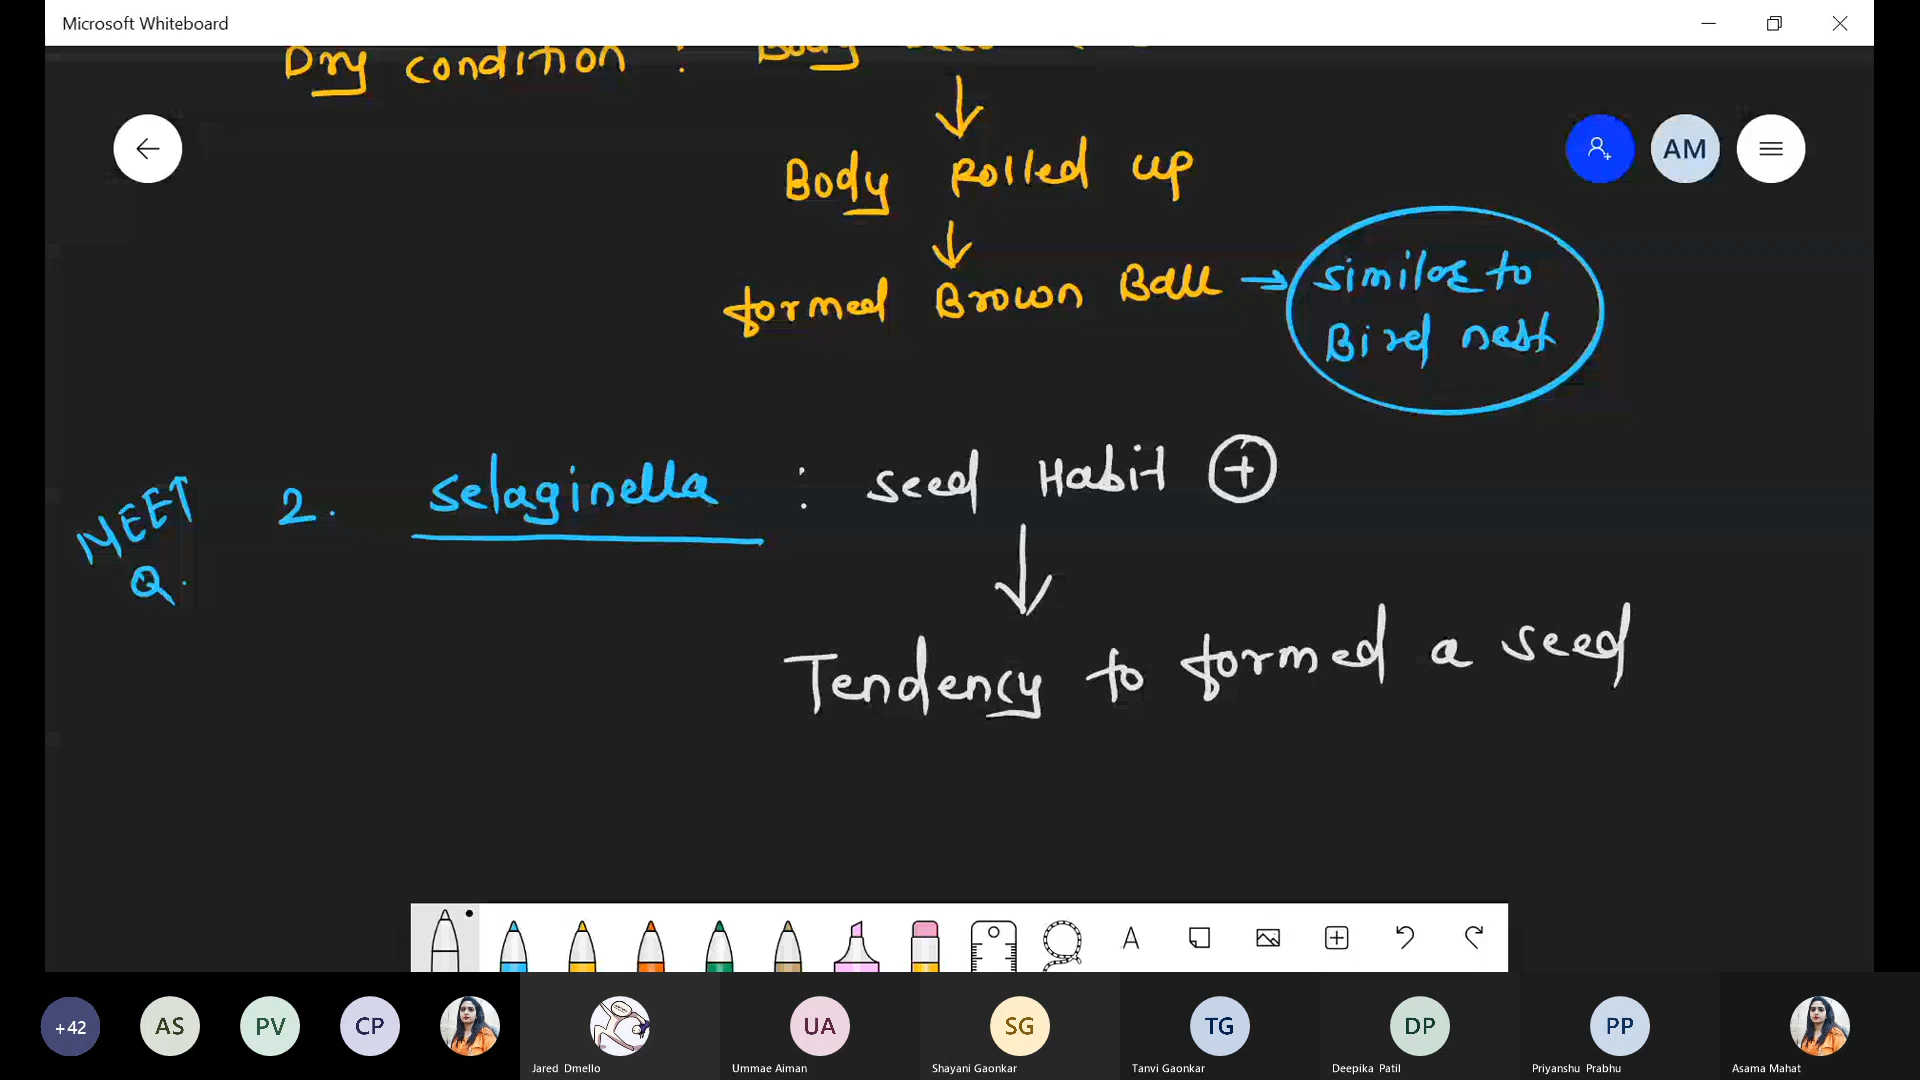 Microsoft Whiteboard
Dry condition : Body
Body Rolled up
AM
formed Brown Ball → similar to
Bird nest
NEET
Q.
2. Selaginella : seed Habit +
Tendency to formed a seed
A
+42
AS
PV
CP
UA
SG
TG
DP
PP
Jared Dmello
Ummae Aiman
Shayani Gaonkar
Tanvi Gaonkar
Deepika Patil
Priyanshu Prabhu
Asama Mahat